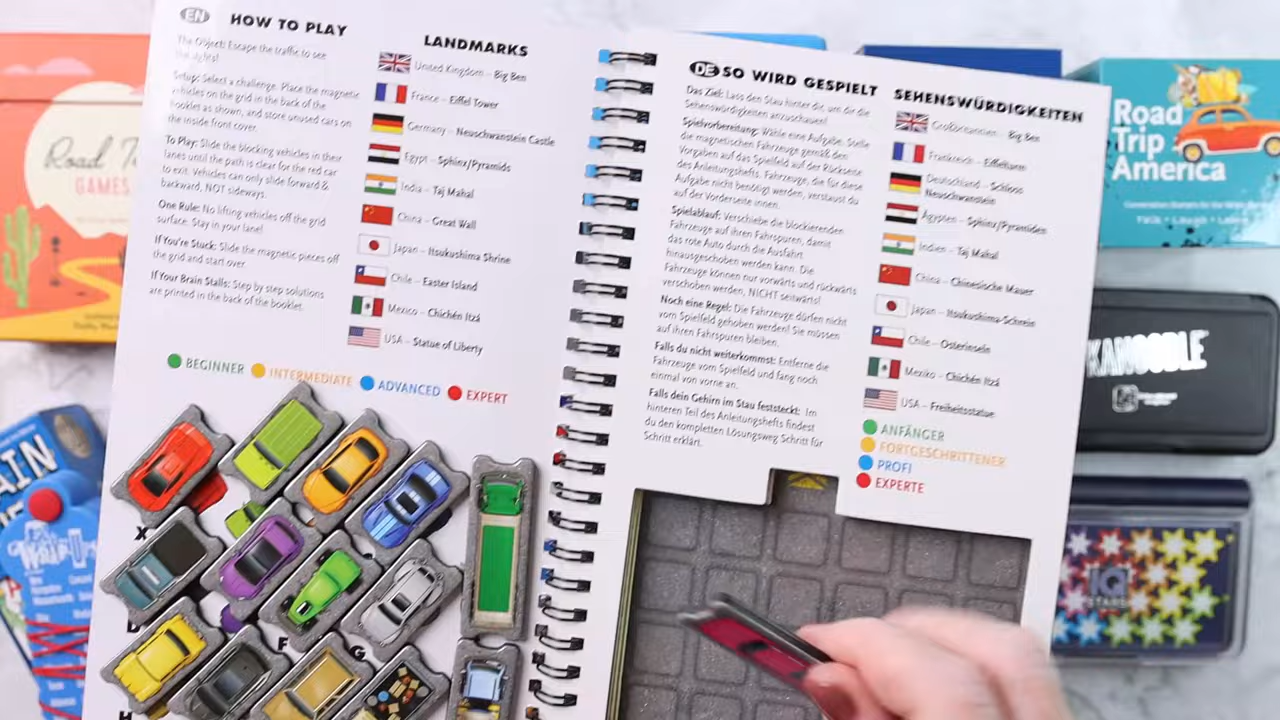 EN HOW TO PLAY
The Object: Escape the traffic to see
the sights!
Setup: Select a challenge. Place the magnetic
vehicles on the grid in the back of the
booklet as shown, and store unused cars on
the inside front cover.
To Play: Slide the blocking vehicles in their
lanes until the path is clear for the red car
to exit. Vehicles can only slide forward &
backward, NOT sideways.
One Rule: No lifting vehicles off the grid
surface. Stay in your lane!
If You're Stuck: Slide the magnetic pieces off
the grid and start over.
If Your Brain Stalls: Step by step solutions
are printed in the back of the booklet.
LANDMARKS
United Kingdom – Big Ben
France – Eiffel Tower
Germany – Neuschwanstein Castle
Egypt – Sphinx/Pyramids
India – Taj Mahal
China – Great Wall
Japan – Itsukushima Shrine
Chile – Easter Island
Mexico – Chichén Itzá
USA – Statue of Liberty
BEGINNER INTERMEDIATE ADVANCED EXPERT
X
F
G
H
DE SO WIRD GESPIELT
Das Ziel: Lass den Stau hinter dir, um dir die
Sehenswürdigkeiten anzuschauen!
Spielvorbereitung: Wähle eine Aufgabe. Stelle
die magnetischen Fahrzeuge gemäß den
Vorgaben auf das Spielfeld auf der Rückseite
des Anleitungshefts. Fahrzeuge, die für diese
Aufgabe nicht benötigt werden, verstaust du
auf der Vorderseite innen.
Spielablauf: Verschiebe die blockierenden
Fahrzeuge auf ihren Fahrspuren, damit
das rote Auto durch die Ausfahrt
hinausgeschoben werden kann. Die
Fahrzeuge können nur vorwärts und rückwärts
verschoben werden, NICHT seitwärts!
Noch eine Regel: Die Fahrzeuge dürfen nicht
vom Spielfeld gehoben werden! Sie müssen
auf ihren Fahrspuren bleiben.
Falls du nicht weiterkommst: Entferne die
Fahrzeuge vom Spielfeld und fang noch
einmal von vorne an.
Falls dein Gehirn im Stau feststeckt: Im
hinteren Teil des Anleitungshefts findest
du den kompletten Lösungsweg Schritt für
Schritt erklärt.
SEHENSWÜRDIGKEITEN
Großbritannien – Big Ben
Frankreich – Eiffelturm
Deutschland – Schloss
Neuschwanstein
Ägypten – Sphinx/Pyramiden
Indien – Taj Mahal
China – Chinesische Mauer
Japan – Itsukushima-Schrein
Chile – Osterinseln
Mexiko – Chichén Itzá
USA – Freiheitsstatue
ANFÄNGER
FORTGESCHRITTENER
PROFI
EXPERTE
Road
GAMES
Road
Trip
America
KANOODLE
IQ
STARS